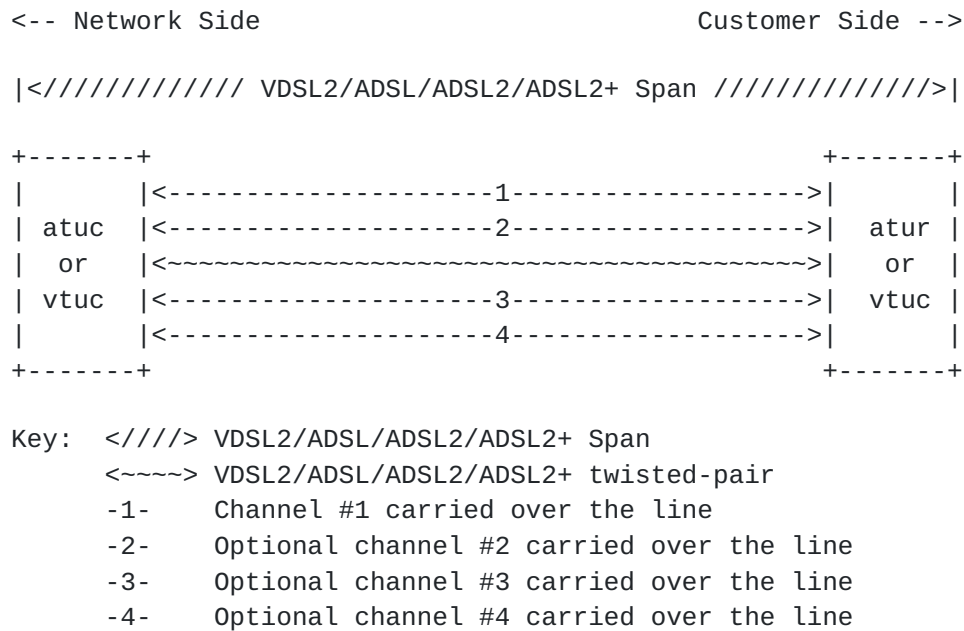 <-- Network Side                            Customer Side -->

|<///////////// VDSL2/ADSL/ADSL2/ADSL2+ Span //////////////>|

+-------+                                           +-------+
|       |<---------------------1------------------->|       |
| atuc  |<---------------------2------------------->|  atur |
|  or   |<~~~~~~~~~~~~~~~~~~~~~~~~~~~~~~~~~~~~~~~~~>|   or  |
| vtuc  |<---------------------3------------------->|  vtuc |
|       |<---------------------4------------------->|       |
+-------+                                           +-------+

Key:  <////> VDSL2/ADSL/ADSL2/ADSL2+ Span
      <~~~~> VDSL2/ADSL/ADSL2/ADSL2+ twisted-pair
      -1-    Channel #1 carried over the line
      -2-    Optional channel #2 carried over the line
      -3-    Optional channel #3 carried over the line
      -4-    Optional channel #4 carried over the line